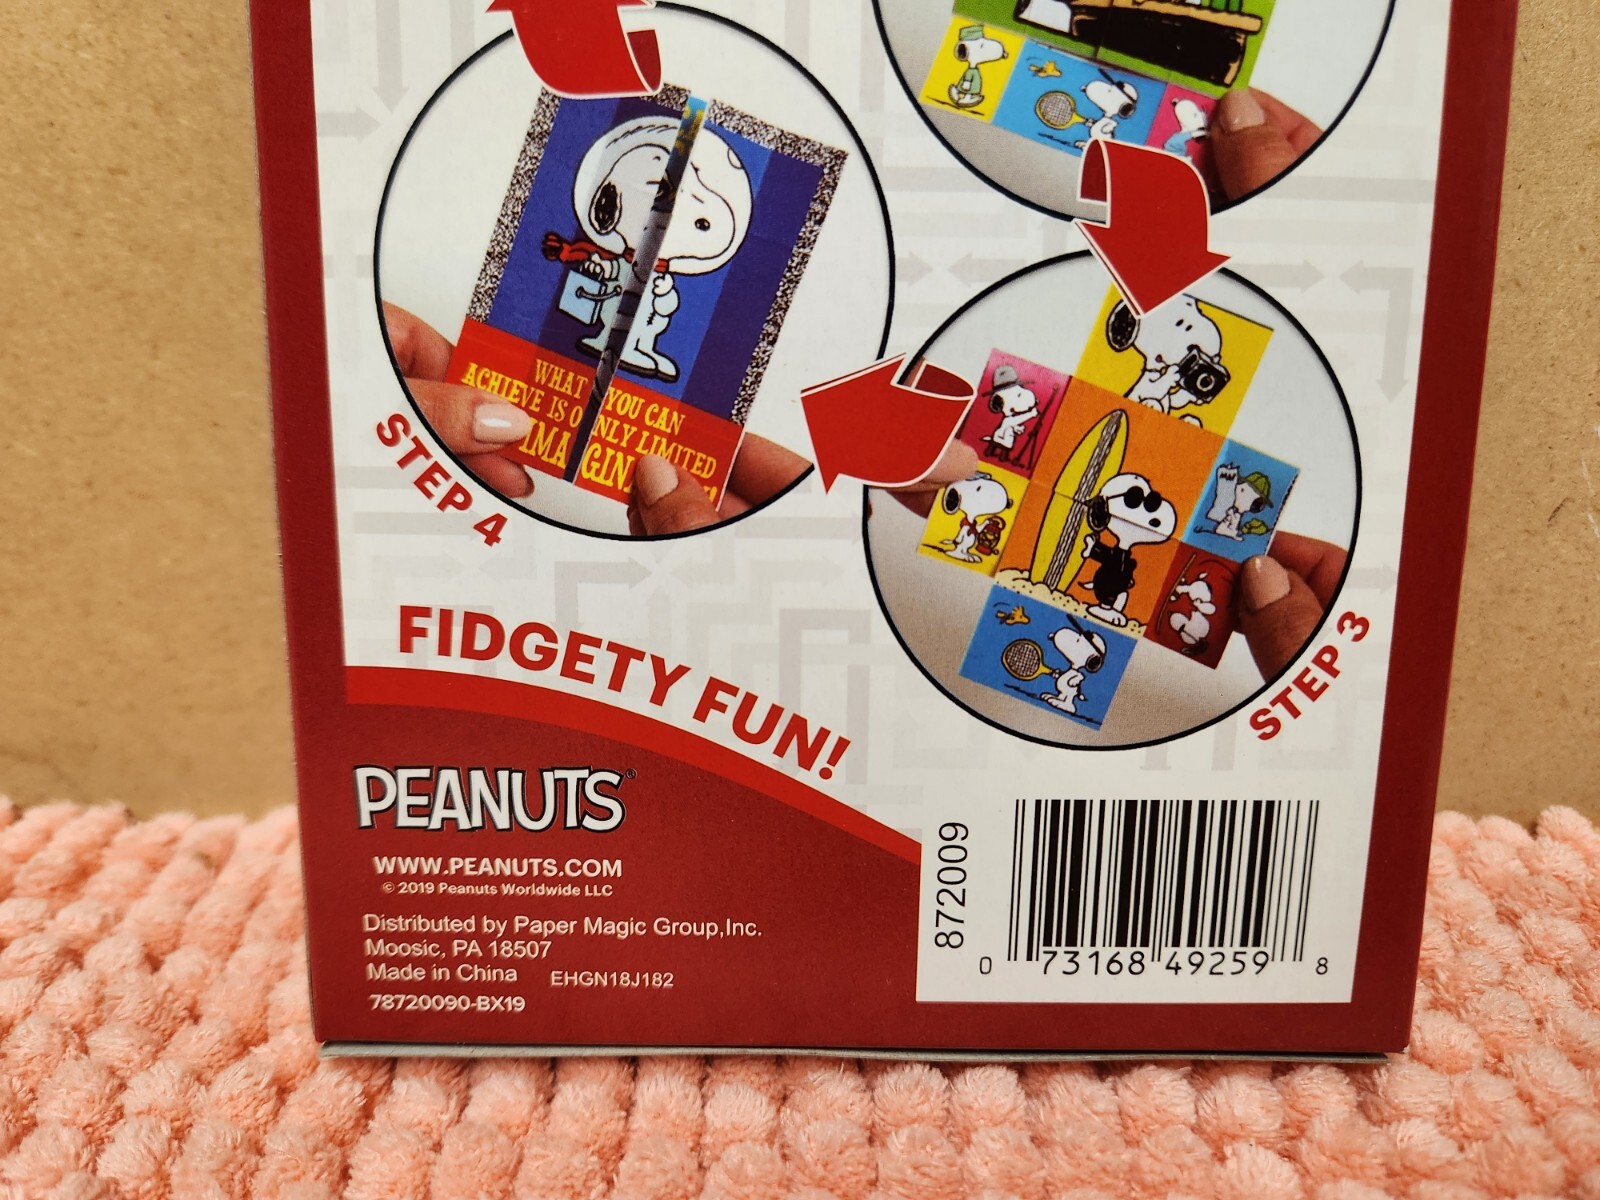 WHAT YOU CAN
ACHIEVE IS ONLY LIMITED
STEP 4
STEP 3
FIDGETY FUN!
PEANUTS®
WWW.PEANUTS.COM
© 2019 Peanuts Worldwide LLC
Distributed by Paper Magic Group,Inc.
Moosic, PA 18507
Made in China EHGN18J182
78720090-BX19
872009
0 73168 49259 8